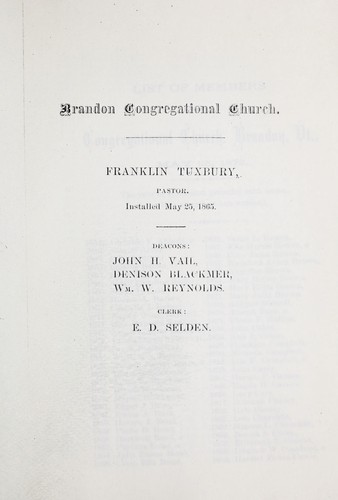 Brandon Congregational Church.
FRANKLIN TUXBURY,
PASTOR.
Installed May 25, 1865.
DEACONS:
JOHN H. VAIL,
DENISON BLACKMER,
WM. W. REYNOLDS.
CLERK:
E. D. SELDEN.